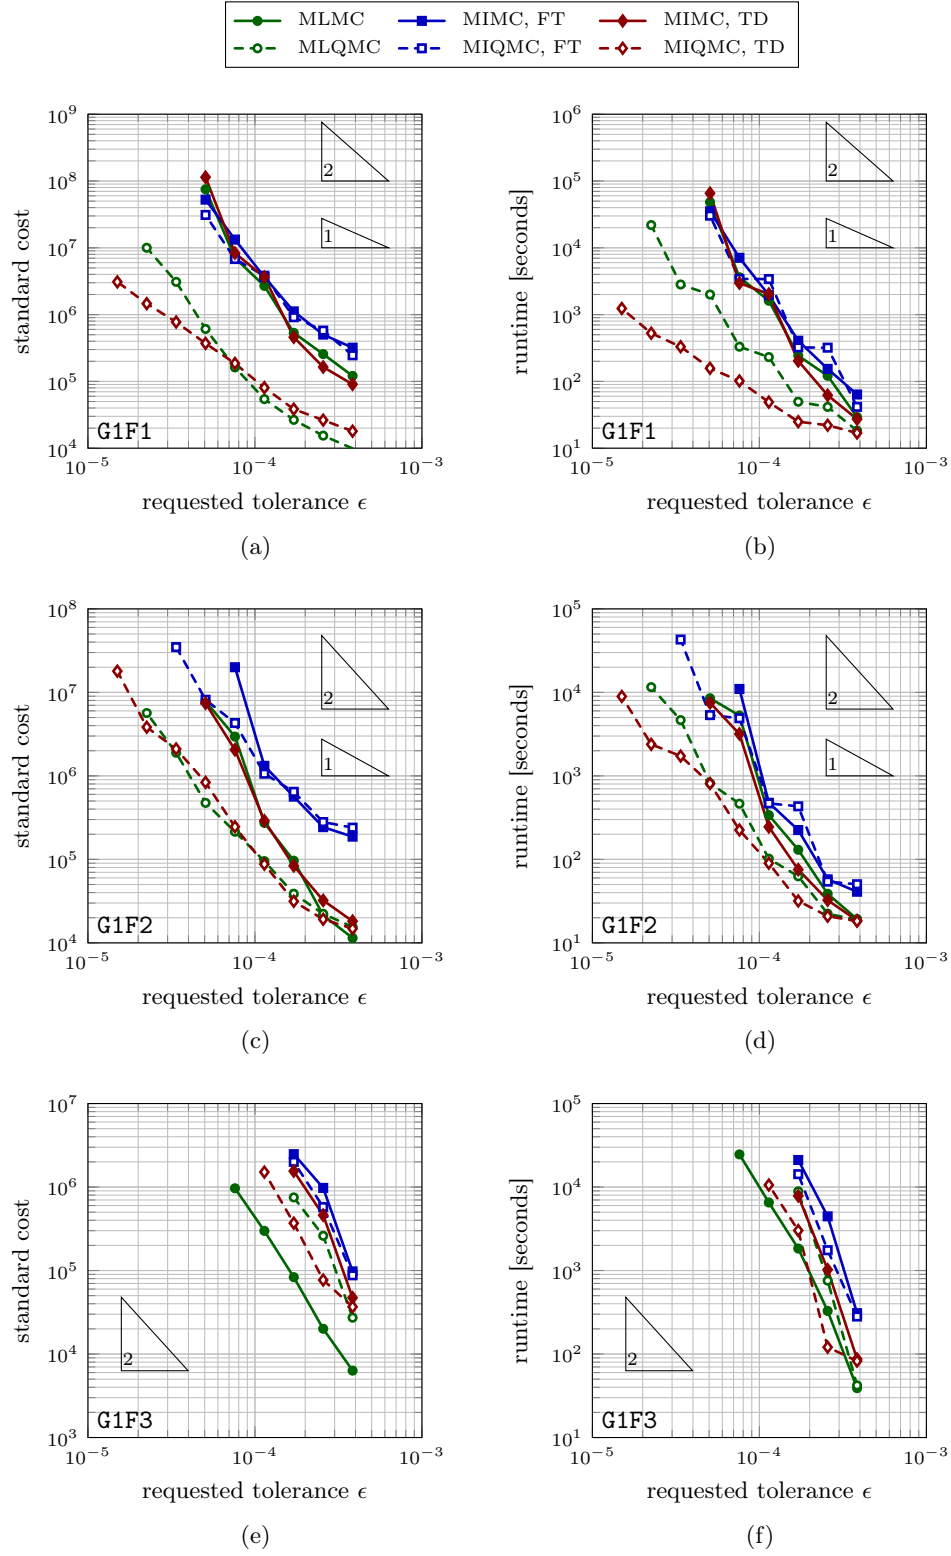 MLMC MIMC, FT MIMC, TD
MLQMC MIQMC, FT MIQMC, TD
10^9
10^8
10^7
10^6
10^5
10^4
standard cost
2
1
G1F1
10^−5 10^−4 10^−3
requested tolerance ϵ
(a)
10^6
10^5
10^4
10^3
10^2
10^1
runtime [seconds]
2
1
G1F1
10^−5 10^−4 10^−3
requested tolerance ϵ
(b)
10^8
10^7
10^6
10^5
10^4
standard cost
2
1
G1F2
10^−5 10^−4 10^−3
requested tolerance ϵ
(c)
10^5
10^4
10^3
10^2
10^1
runtime [seconds]
2
1
G1F2
10^−5 10^−4 10^−3
requested tolerance ϵ
(d)
10^7
10^6
10^5
10^4
10^3
standard cost
2
G1F3
10^−5 10^−4 10^−3
requested tolerance ϵ
(e)
10^5
10^4
10^3
10^2
10^1
runtime [seconds]
2
G1F3
10^−5 10^−4 10^−3
requested tolerance ϵ
(f)